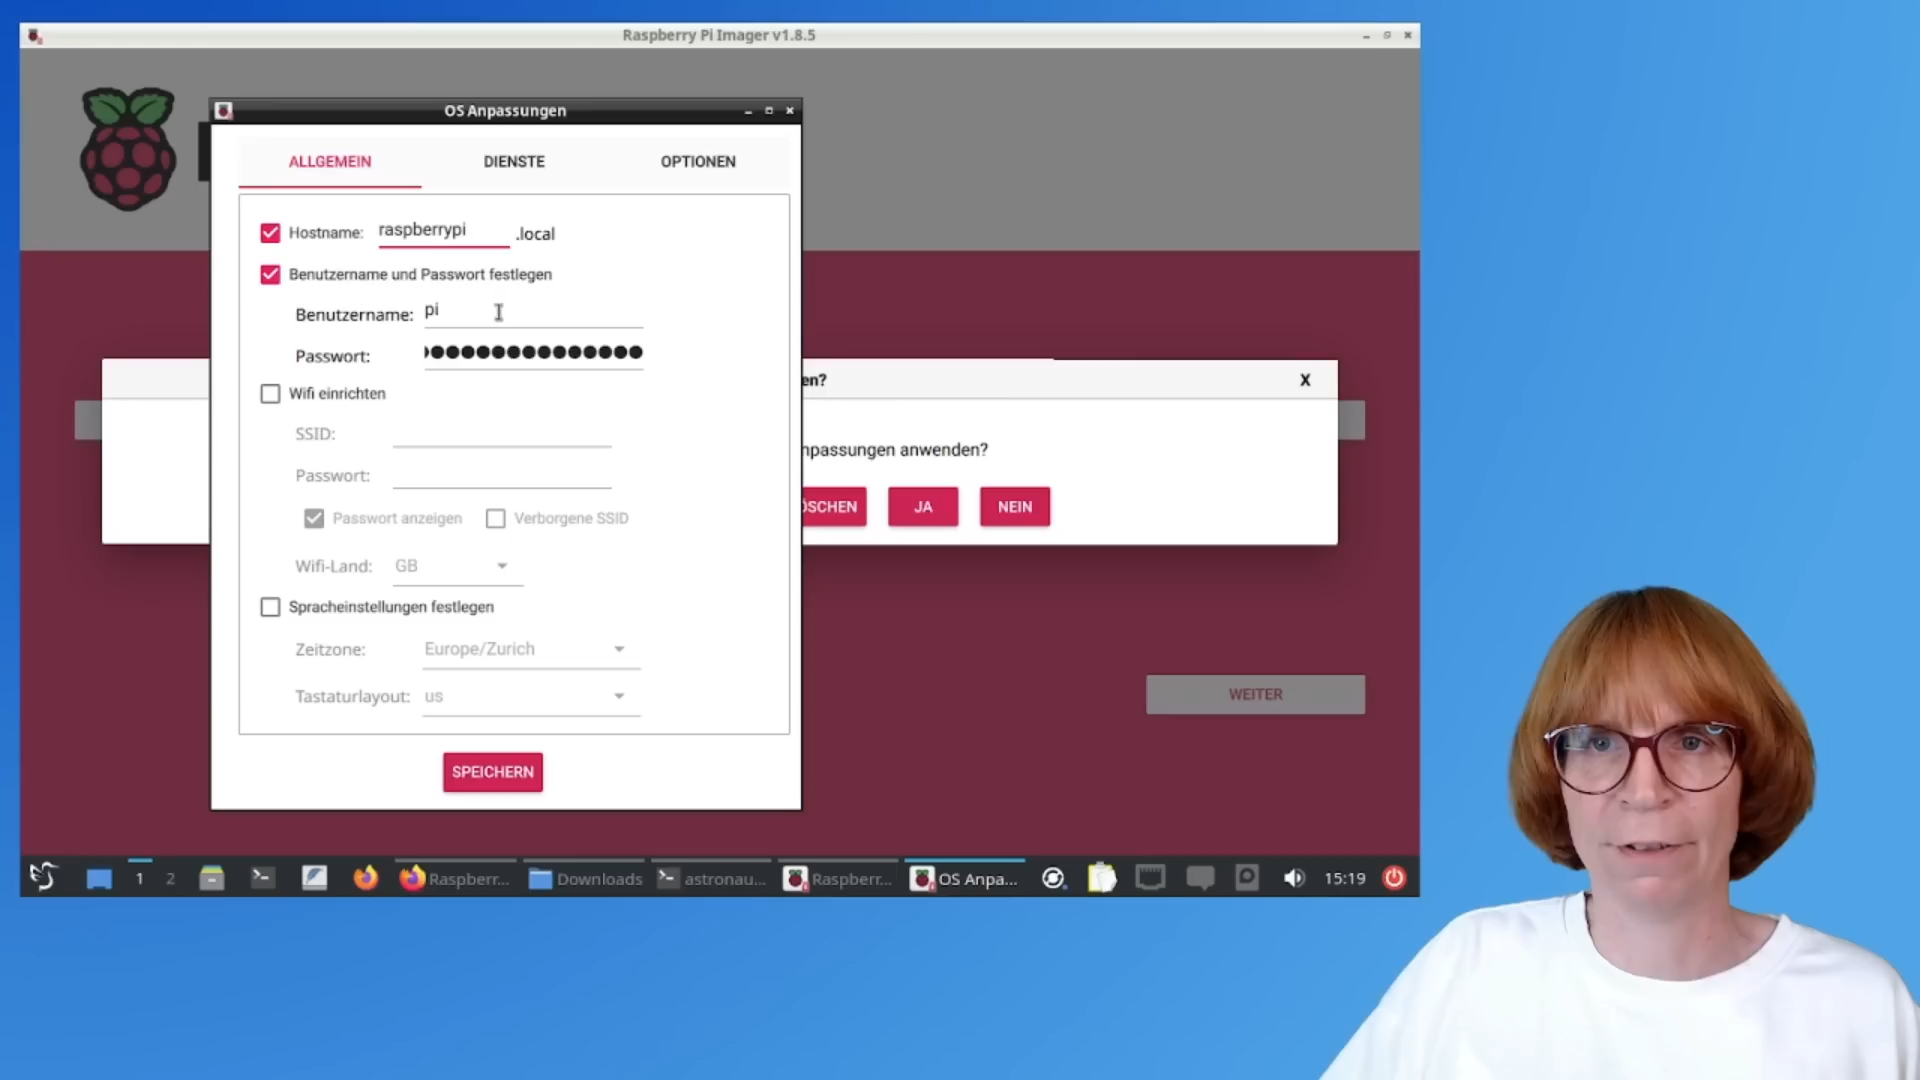 Raspberry Pi Imager v1.8.5
OS Anpassungen
ALLGEMEIN
DIENSTE
OPTIONEN
Hostname: raspberrypi .local
Benutzername und Passwort festlegen
Benutzername: pi
Passwort:
Wifi einrichten
SSID:
Passwort:
Passwort anzeigen
Verborgene SSID
Wifi-Land: GB
Spracheinstellungen festlegen
Zeitzone: Europe/Zurich
Tastaturlayout: us
SPEICHERN
en?
X
npassungen anwenden?
ÖSCHEN
JA
NEIN
WEITER
1
2
Raspberr...
Downloads
astronau...
Raspberr...
OS Anpa...
15:19